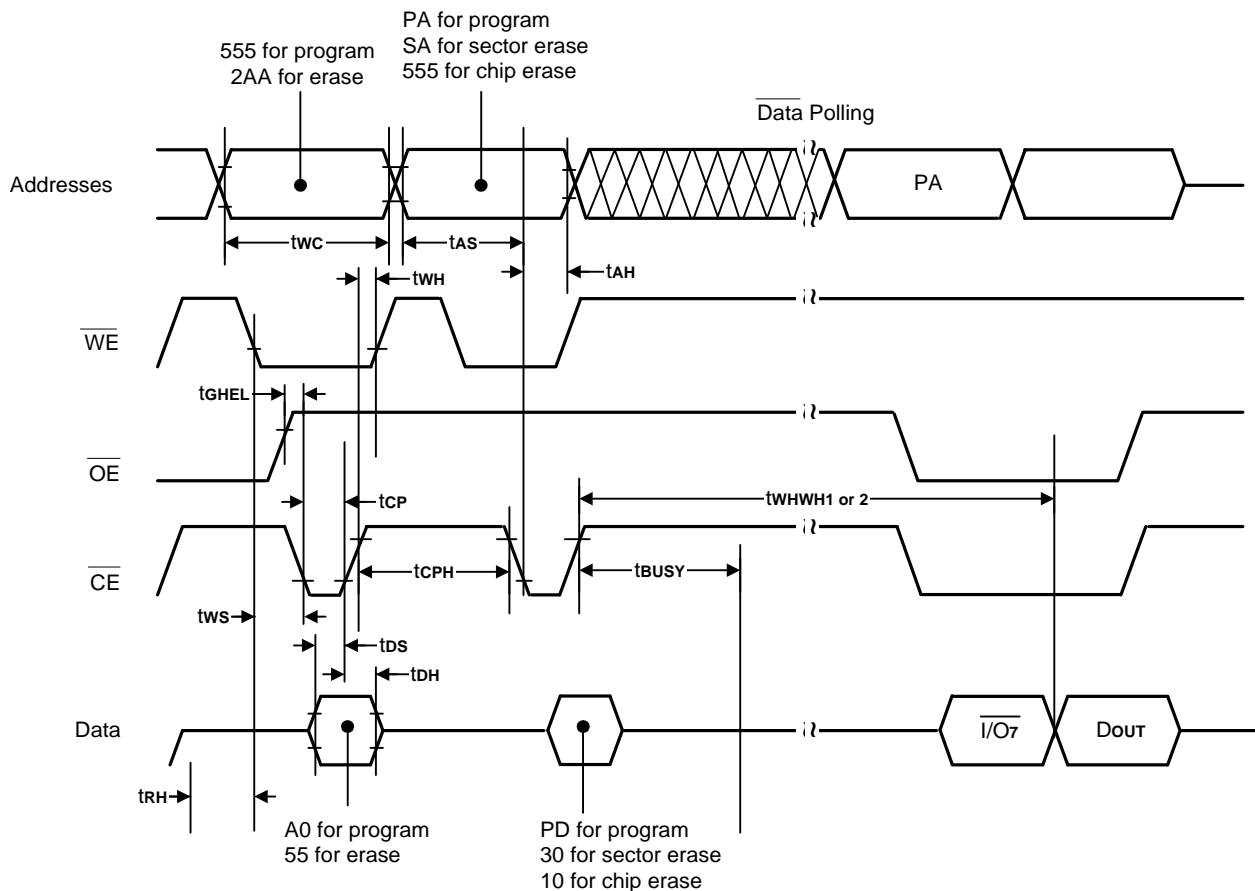 PA for program
SA for sector erase
555 for chip erase
555 for program
2AA for erase
Data Polling
Addresses
PA
tWC
tAS
tAH
tWH
WE
tGHEL
OE
tCP
tWHWH1 or 2
CE
tCPH
tBUSY
tWS
tDS
tDH
Data
I/O7
DOUT
tRH
A0 for program
55 for erase
PD for program
30 for sector erase
10 for chip erase